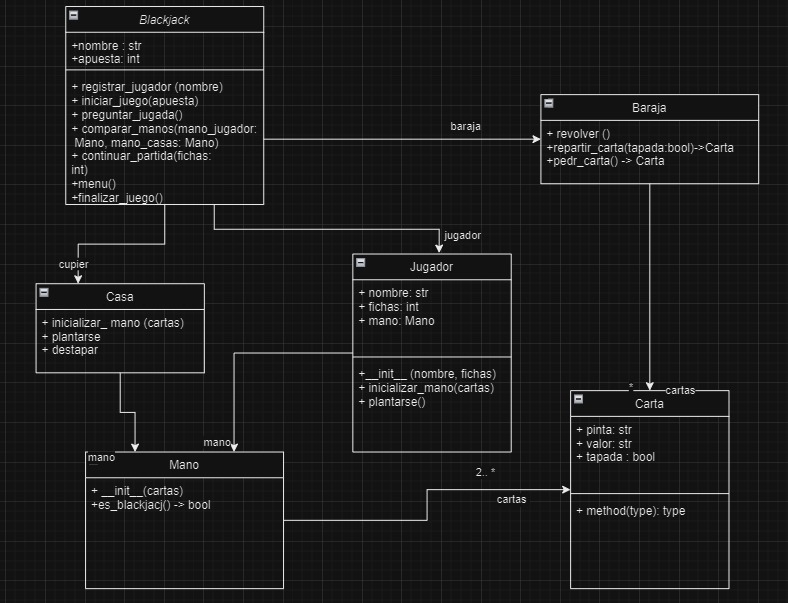 Blackjack
+nombre : str
+apuesta: int
+ registrar_jugador (nombre)
+ iniciar_juego(apuesta)
+ preguntar_jugada()
+ comparar_manos(mano_jugador:
Mano, mano_casas: Mano)
+ continuar_partida(fichas:
int)
+menu()
+finalizar_juego()
baraja
Baraja
+ revolver ()
+repartir_carta(tapada:bool)->Carta
+pedr_carta() -> Carta
cupier
jugador
Casa
+ inicializar_ mano (cartas)
+ plantarse
+ destapar
Jugador
+ nombre: str
+ fichas: int
+ mano: Mano
+__init__ (nombre, fichas)
+ inicializar_mano(cartas)
+ plantarse()
* cartas
Carta
+ pinta: str
+ valor: str
+ tapada : bool
+ method(type): type
mano
mano
Mano
+ __init__(cartas)
+es_blackjacj() -> bool
2.. *
cartas